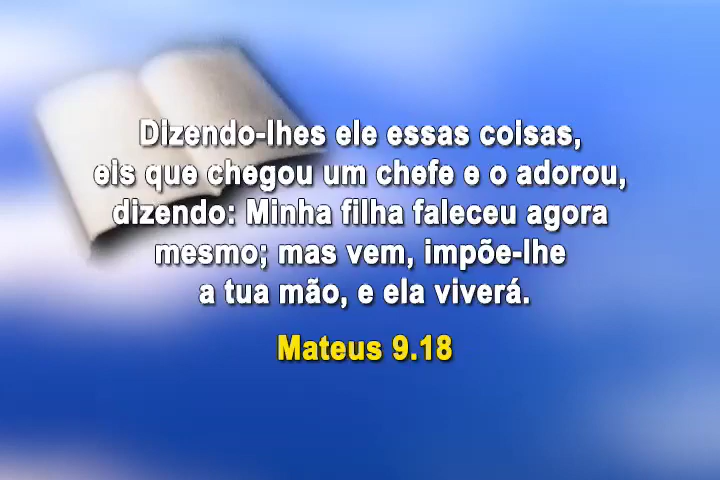 Dizendo-lhes ele essas coisas,
eis que chegou um chefe e o adorou,
dizendo: Minha filha faleceu agora
mesmo; mas vem, impõe-lhe
a tua mão, e ela viverá.
Mateus 9.18